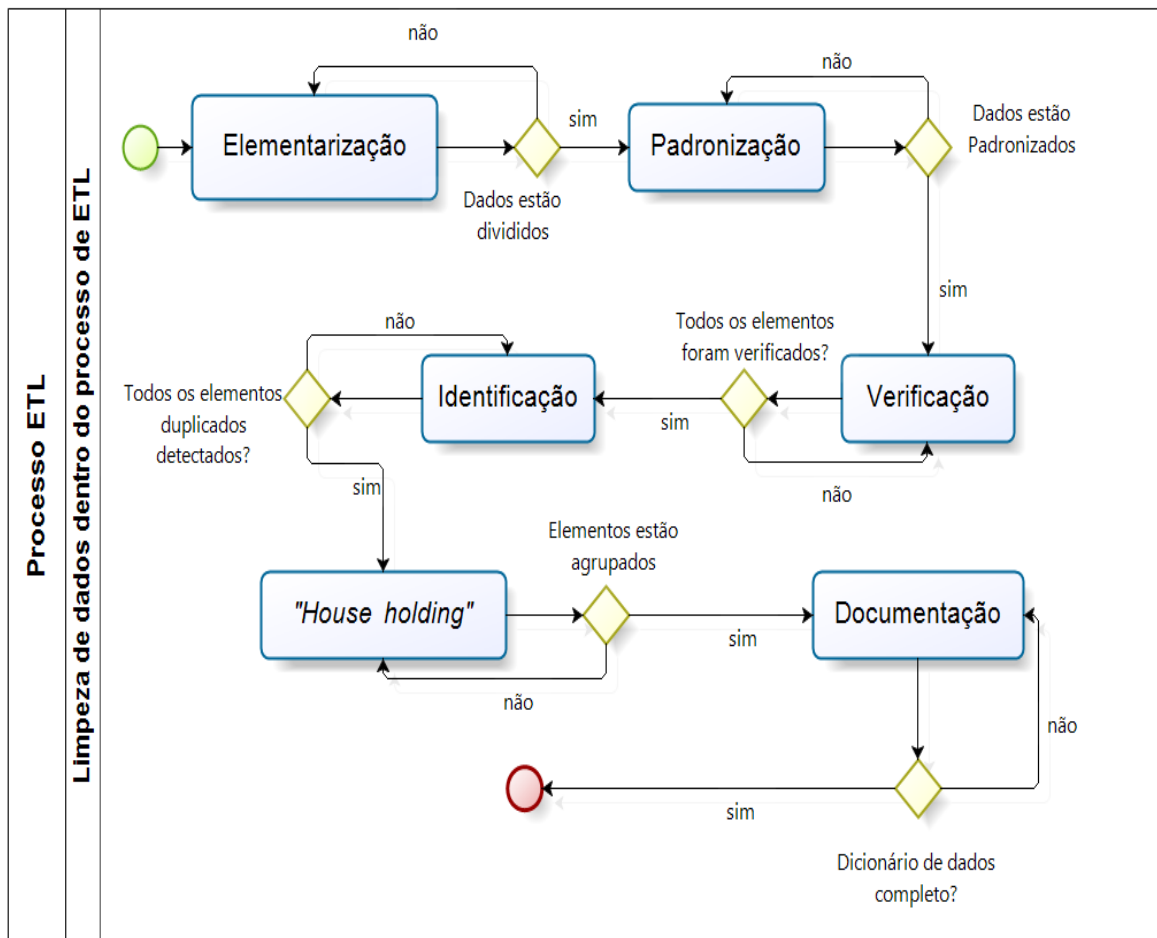 Processo ETL
Limpeza de dados dentro do processo de ETL
não
não
Elementarização
sim
Padronização
Dados estão
Padronizados
Dados estão
divididos
sim
não
Todos os elementos
foram verificados?
Todos os elementos
duplicados
detectados?
Identificação
Verificação
sim
não
sim
Elementos estão
agrupados
"House holding"
Documentação
sim
não
não
sim
Dicionário de dados
completo?